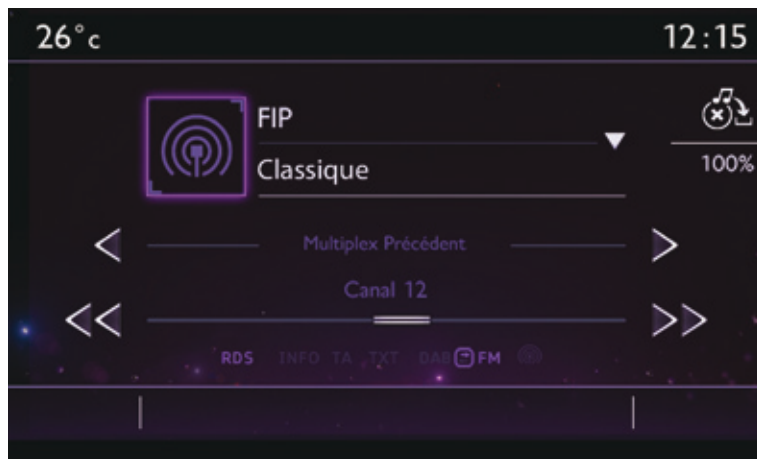 26°c 12:15
FIP
Classique
100%
Multiplex Précédent
Canal 12
RDS INFO TA TXT DAB FM